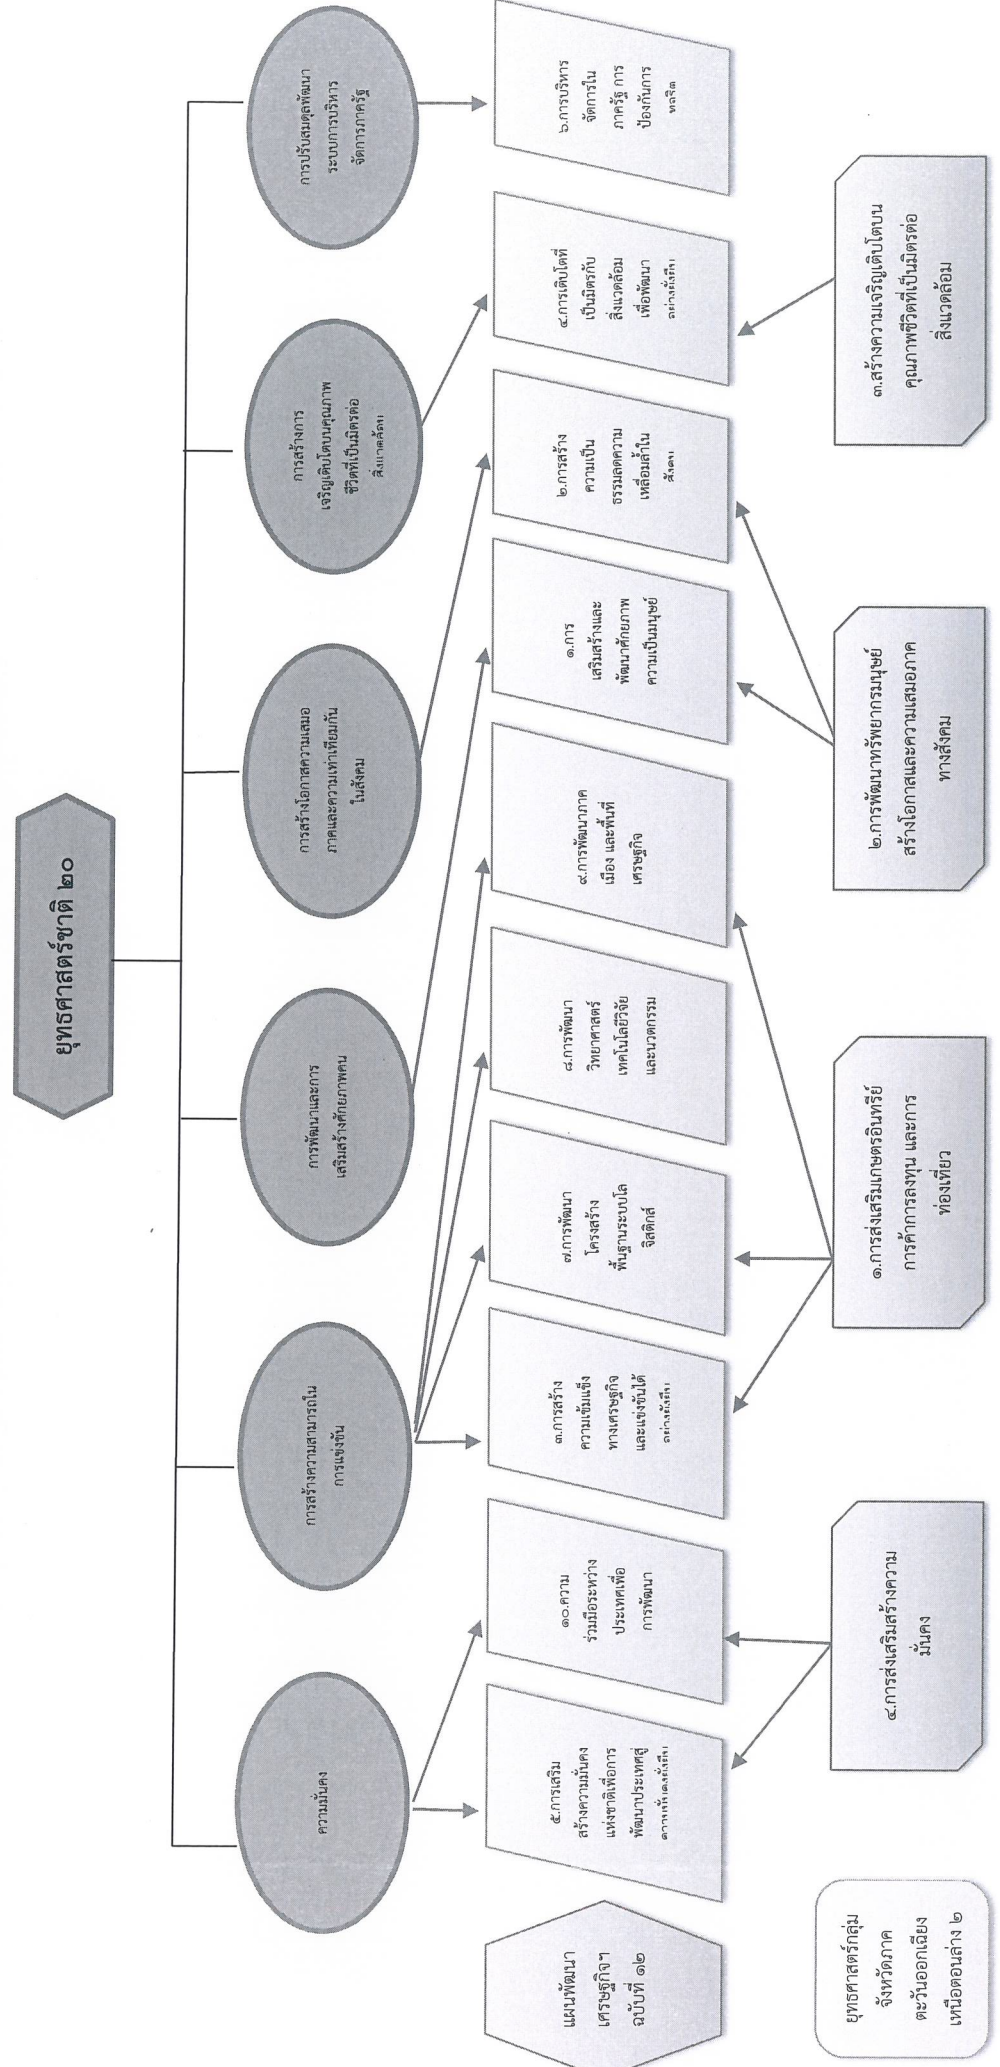 ยุทธศาสตร์ชาติ ๒๐
ความมั่นคง
การสร้างความสามารถใน
การแข่งขัน
การพัฒนาและการ
เสริมสร้างศักยภาพคน
การสร้างโอกาสความเสมอ
ภาคและความเท่าเทียมกัน
ในสังคม
การสร้างการ
เจริญเติบโตบนคุณภาพ
ชีวิตที่เป็นมิตรต่อ
สิ่งแวดล้อม
การปรับสมดุลพัฒนา
ระบบการบริหาร
จัดการภาครัฐ
แผนพัฒนา
เศรษฐกิจฯ
ฉบับที่ ๑๒
๕.การเสริม
สร้างความมั่นคง
แห่งชาติเพื่อการ
พัฒนาประเทศสู่
๑๐.ความ
ร่วมมือระหว่าง
ประเทศเพื่อ
การพัฒนา
๓.การสร้าง
ความเข้มแข็ง
ทางเศรษฐกิจ
และแข่งขันได้
อย่างยั่งยืน
๗.การพัฒนา
โครงสร้าง
พื้นฐานระบบโล
จิสติกส์
๘.การพัฒนา
วิทยาศาสตร์
เทคโนโลยีวิจัย
และนวตกรรม
๙.การพัฒนาภาค
เมือง และพื้นที่
เศรษฐกิจ
๑.การ
เสริมสร้างและ
พัฒนาศักยภาพ
ความเป็นมนุษย์
๒.การสร้าง
ความเป็น
ธรรมลดความ
เหลื่อมล้ำใน
สังคม
๔.การเติบโตที่
เป็นมิตรกับ
สิ่งแวดล้อม
เพื่อพัฒนา
อย่างยั่งยืน
๖.การบริหาร
จัดการใน
ภาครัฐ การ
ป้องกันการ
ทุจริต
ยุทธศาสตร์กลุ่ม
จังหวัดภาค
ตะวันออกเฉียง
เหนือตอนล่าง ๒
๔.การส่งเสริมสร้างความ
มั่นคง
๑.การส่งเสริมเกษตรอินทรีย์
การค้าการลงทุน และการ
ท่องเที่ยว
๒.การพัฒนาทรัพยากรมนุษย์
สร้างโอกาสและความเสมอภาค
ทางสังคม
๓.สร้างความเจริญเติบโตบน
คุณภาพชีวิตที่เป็นมิตรต่อ
สิ่งแวดล้อม